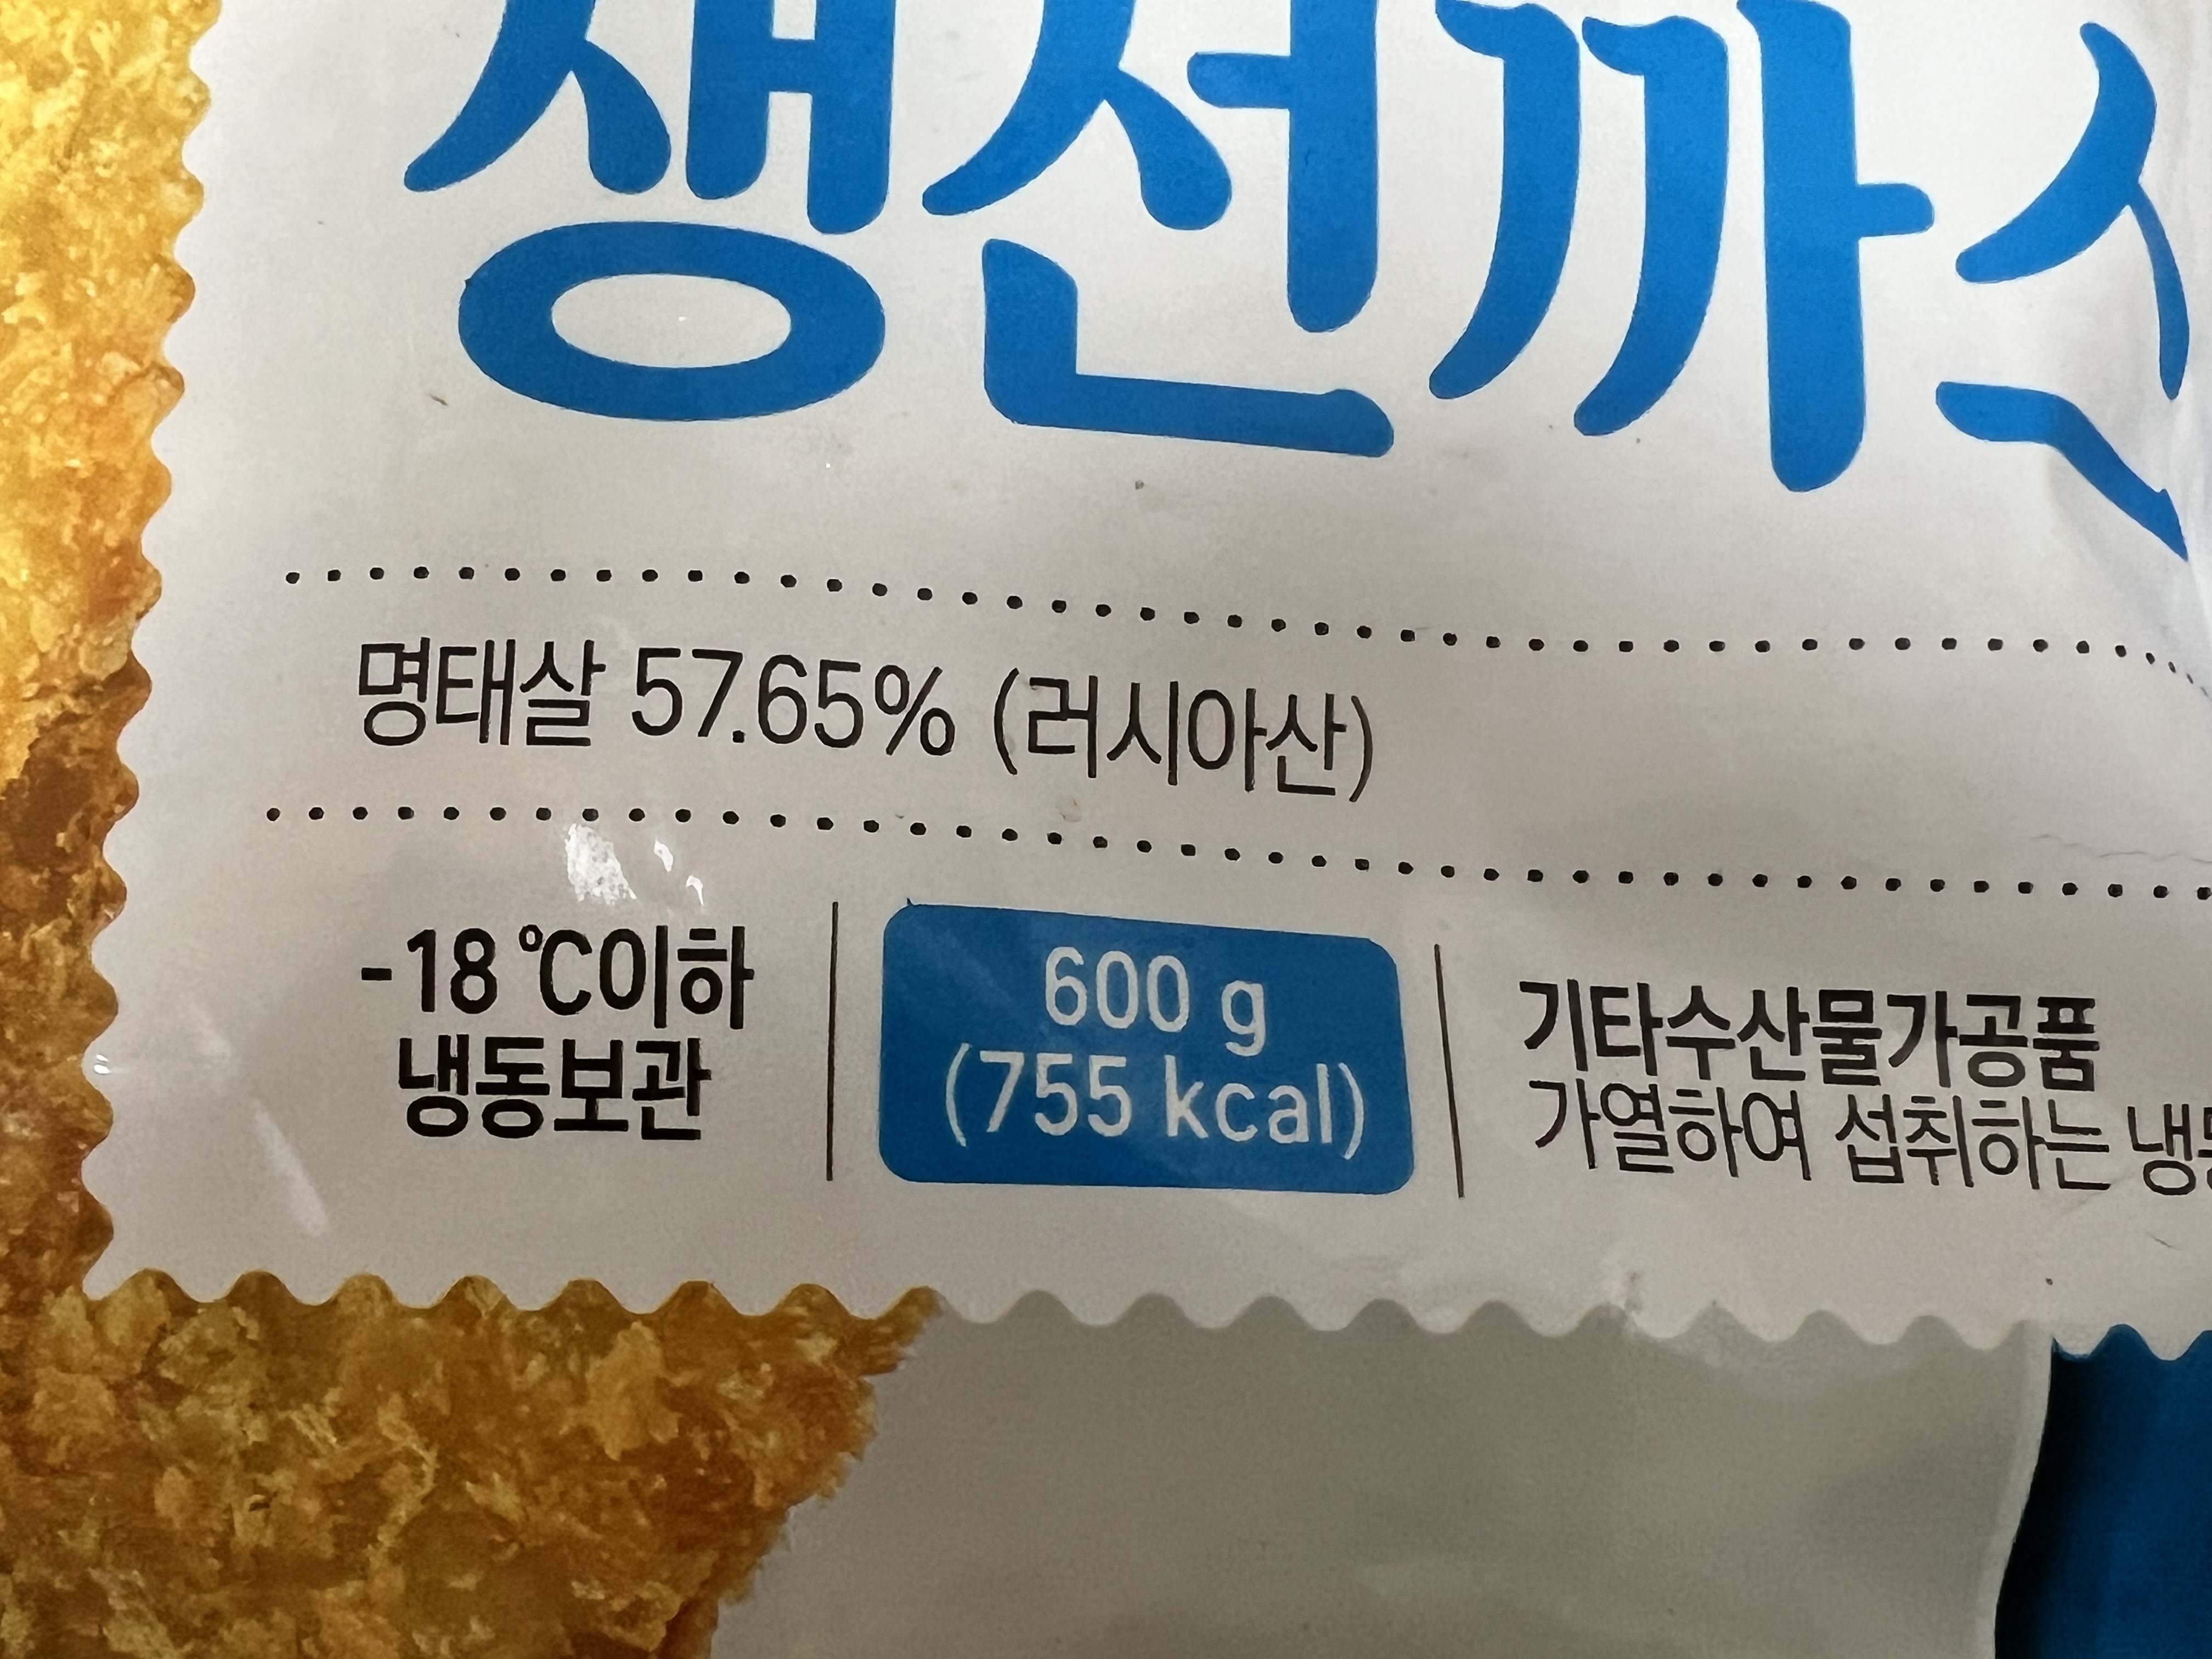 생선까스
명태살 57.65% (러시아산)
-18 ℃이하
냉동보관
600 g
(755 kcal)
기타수산물가공품
가열하여 섭취하는